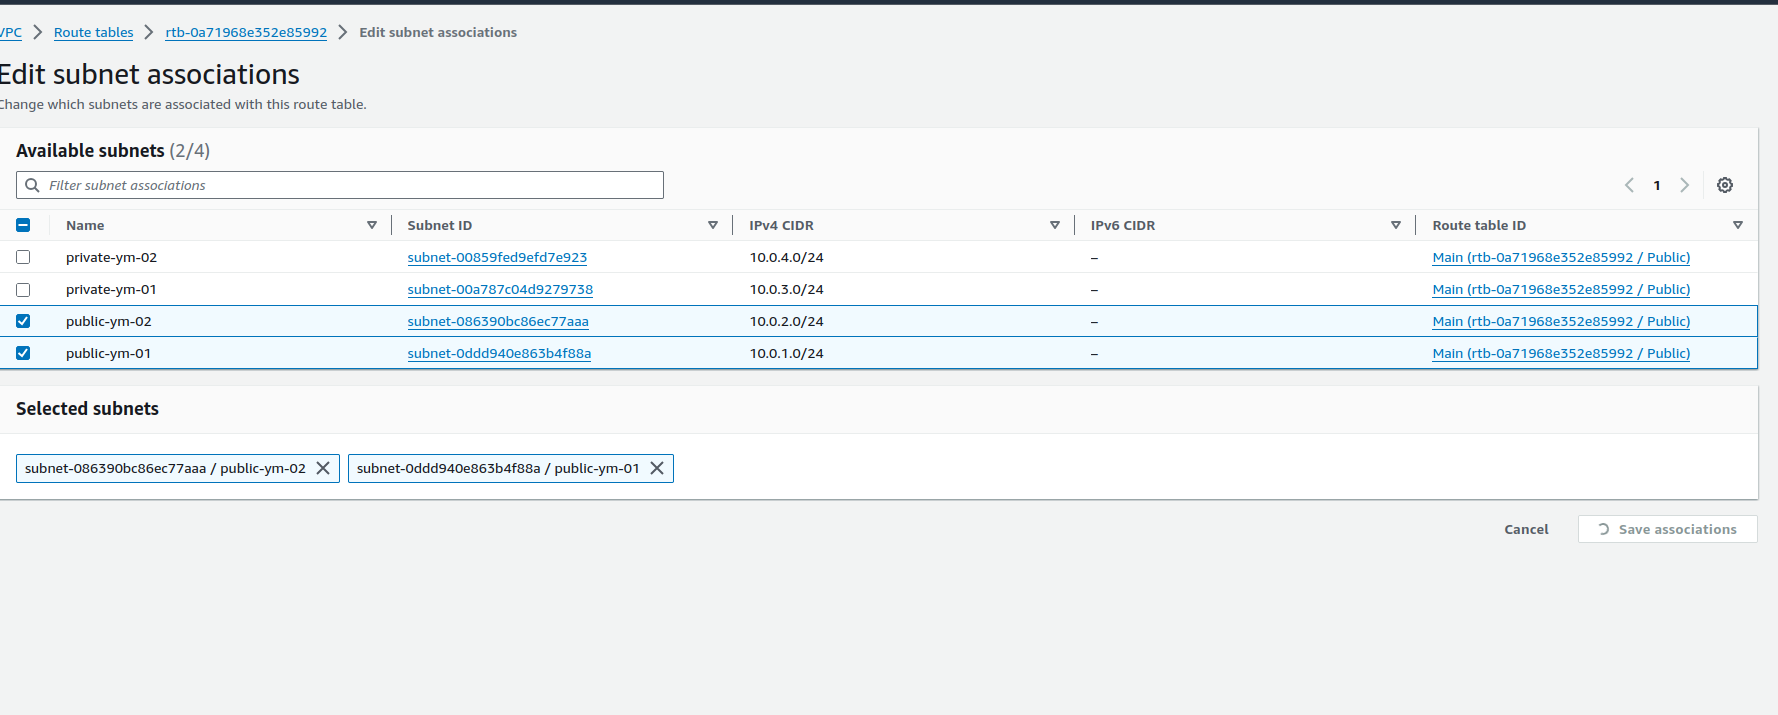 VPC > Route tables > rtb-0a71968e352e85992 > Edit subnet associations
Edit subnet associations
Change which subnets are associated with this route table.
Available subnets (2/4)
Filter subnet associations
1
Name Subnet ID IPv4 CIDR IPv6 CIDR Route table ID
private-ym-02 subnet-00859fed9efd7e923 10.0.4.0/24 – Main (rtb-0a71968e352e85992 / Public)
private-ym-01 subnet-00a787c04d9279738 10.0.3.0/24 – Main (rtb-0a71968e352e85992 / Public)
public-ym-02 subnet-086390bc86ec77aaa 10.0.2.0/24 – Main (rtb-0a71968e352e85992 / Public)
public-ym-01 subnet-0ddd940e863b4f88a 10.0.1.0/24 – Main (rtb-0a71968e352e85992 / Public)
Selected subnets
subnet-086390bc86ec77aaa / public-ym-02 subnet-0ddd940e863b4f88a / public-ym-01
Cancel Save associations